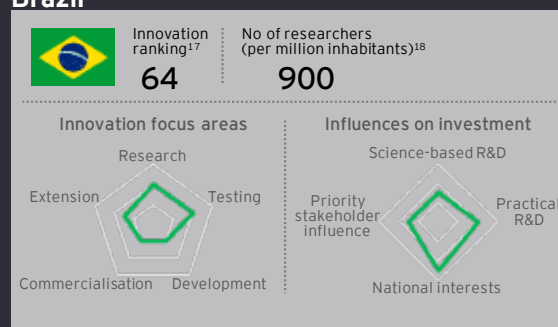 Brazil
Innovation
ranking17
64
No of researchers
(per million inhabitants)18
900
Innovation focus areas
Research
Extension
Testing
Commercialisation
Development
Influences on investment
Science-based R&D
Priority
stakeholder
influence
Practical
R&D
National interests